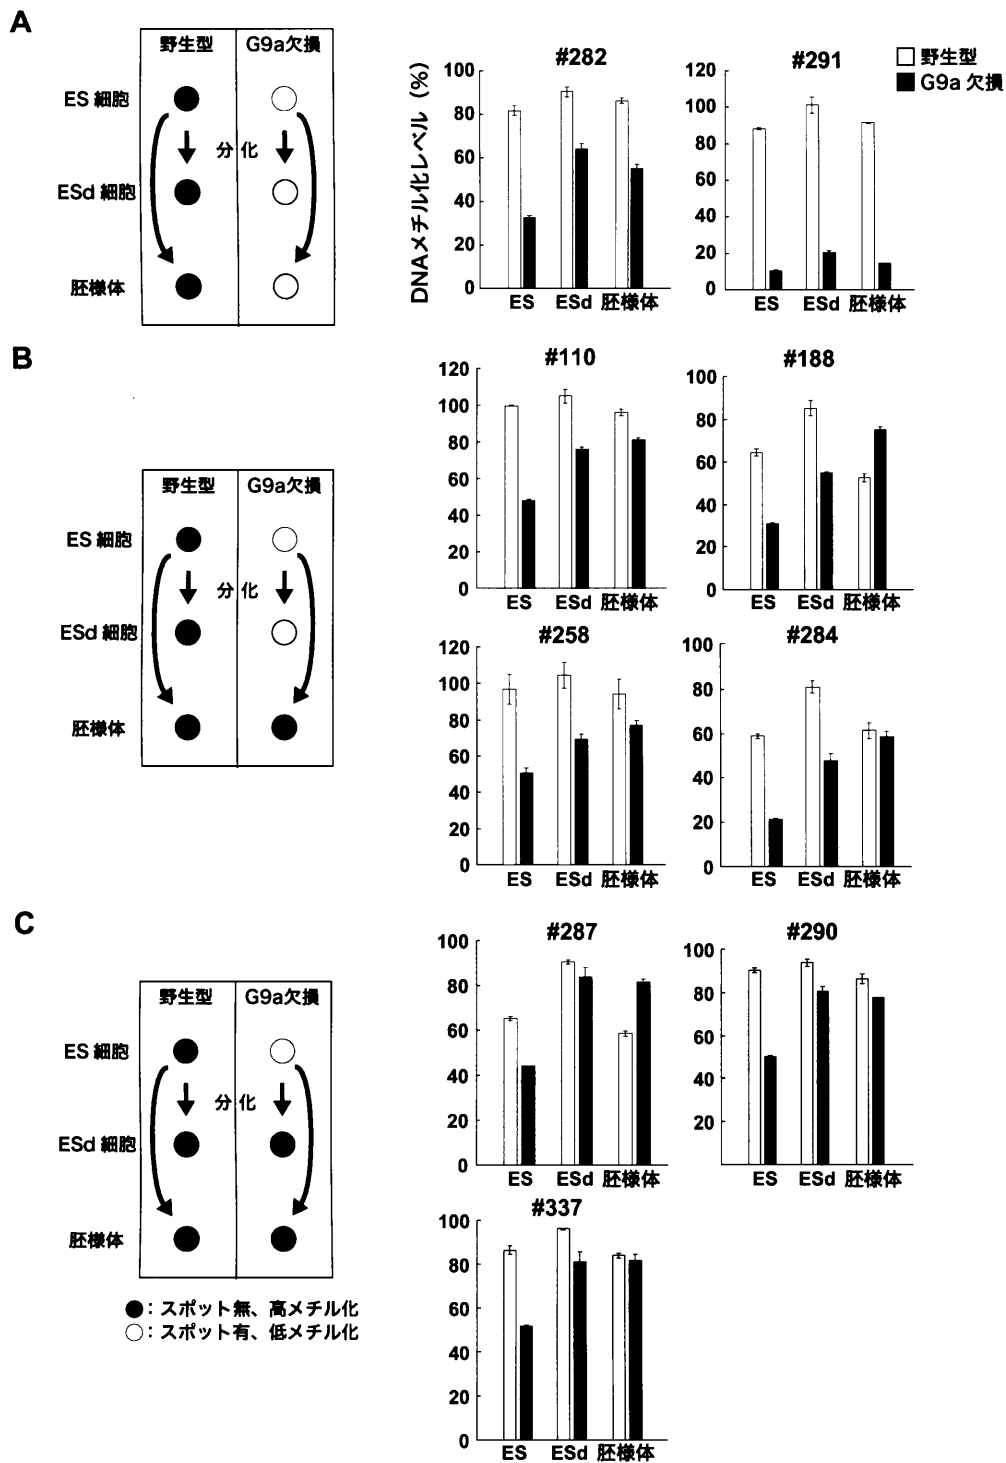 A
野生型 G9a欠損
ES 細胞
分 化
ESd 細胞
胚様体
DNAメチル化レベル (%)
#282
100
80
60
40
20
0
ES ESd 胚様体
#291
120
100
80
60
40
20
0
ES ESd 胚様体
野生型
G9a 欠損
B
野生型 G9a欠損
ES 細胞
分 化
ESd 細胞
胚様体
#110
120
100
80
60
40
20
0
ES ESd 胚様体
#188
100
80
60
40
20
0
ES ESd 胚様体
#258
120
100
80
60
40
20
0
ES ESd 胚様体
#284
100
80
60
40
20
0
ES ESd 胚様体
C
野生型 G9a欠損
ES 細胞
分 化
ESd 細胞
胚様体
●：スポット無、高メチル化
○：スポット有、低メチル化
#287
100
80
60
40
20
0
ES ESd 胚様体
#290
100
80
60
40
20
ES ESd 胚様体
#337
100
80
60
40
20
0
ES ESd 胚様体